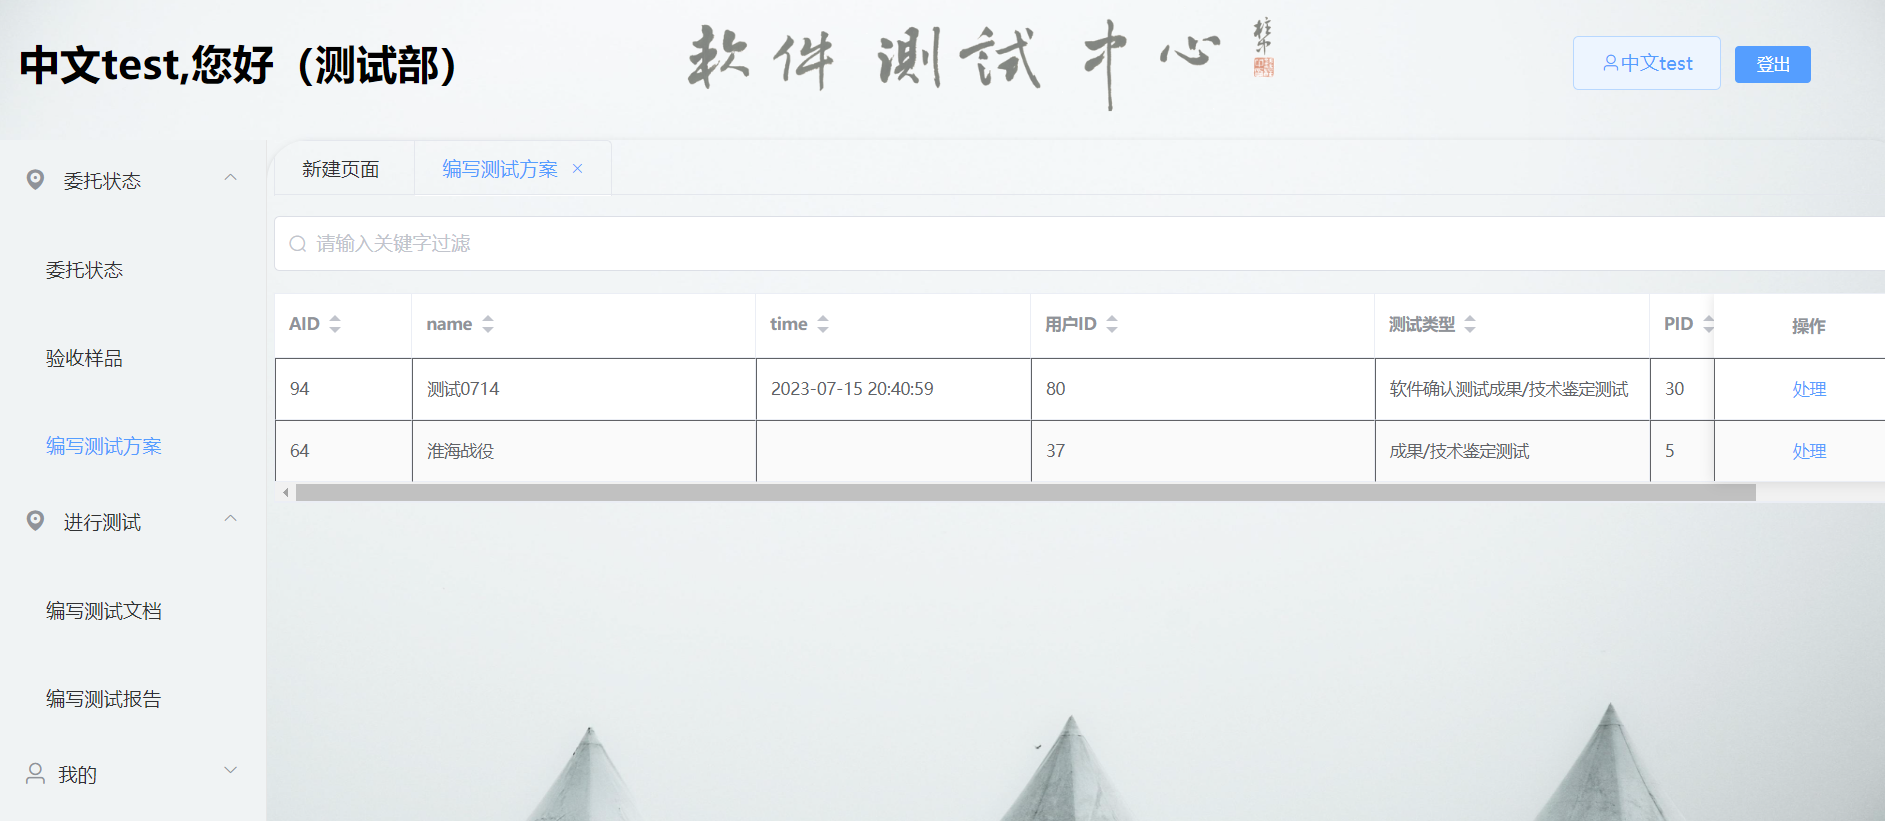 中文test,您好（测试部）
軟件測試中心
中文test
登出
委托状态
委托状态
验收样品
编写测试方案
进行测试
编写测试文档
编写测试报告
我的
新建页面 编写测试方案
请输入关键字过滤
AID name time 用户ID 测试类型 PID 操作
94 测试0714 2023-07-15 20:40:59 80 软件确认测试成果/技术鉴定测试 30 处理
64 淮海战役 37 成果/技术鉴定测试 5 处理